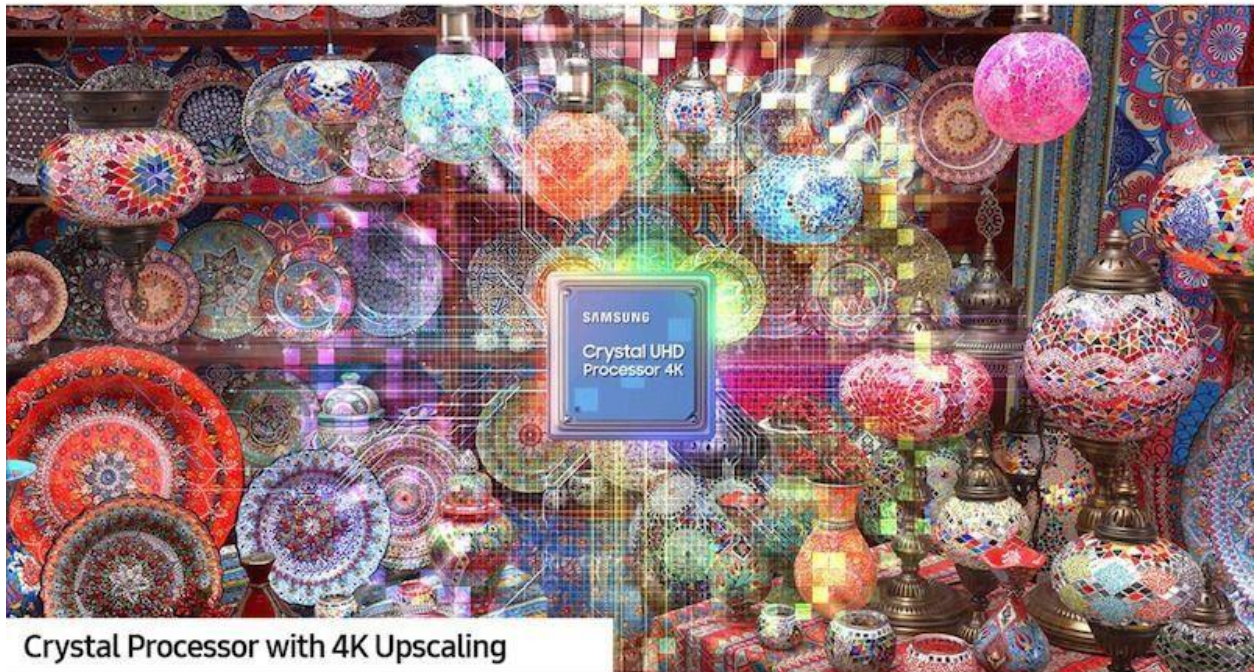 SAMSUNG
Crystal UHD
Processor 4K
Crystal Processor with 4K Upscaling